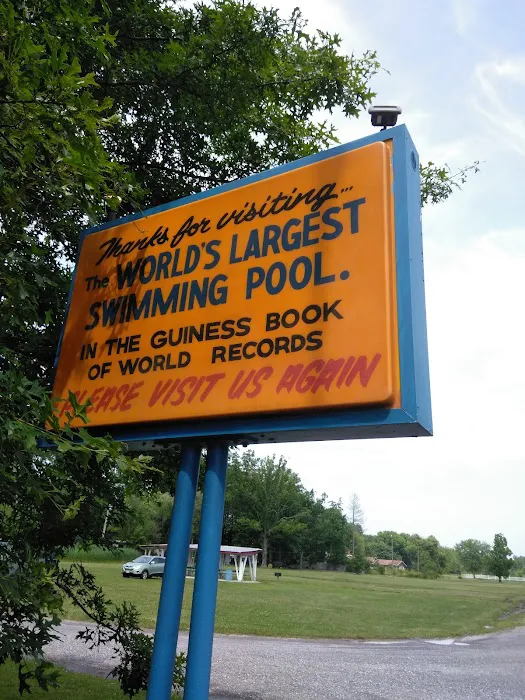 Thanks for visiting...
The WORLD'S LARGEST
SWIMMING POOL.
IN THE GUINESS BOOK
OF WORLD RECORDS
PLEASE VISIT US AGAIN